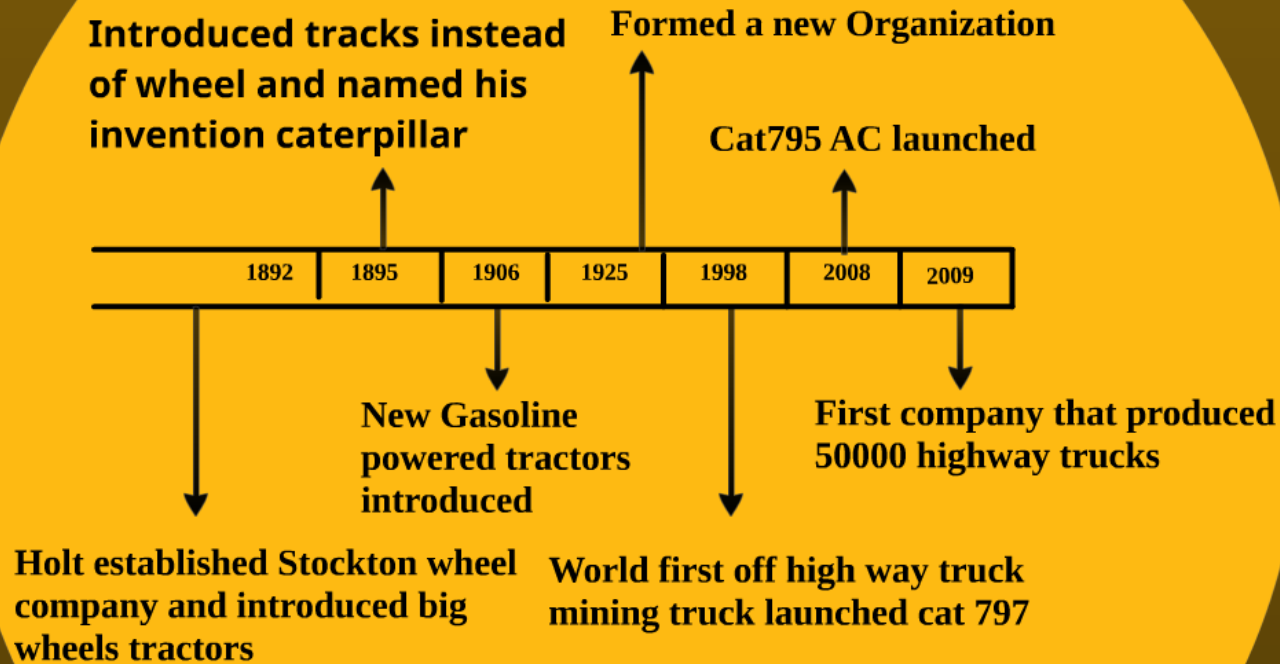 Introduced tracks instead
of wheel and named his
invention caterpillar
Formed a new Organization
Cat795 AC launched
1892 1895 1906 1925 1998 2008 2009
New Gasoline
powered tractors
introduced
First company that produced
50000 highway trucks
Holt established Stockton wheel
company and introduced big
wheels tractors
World first off high way truck
mining truck launched cat 797